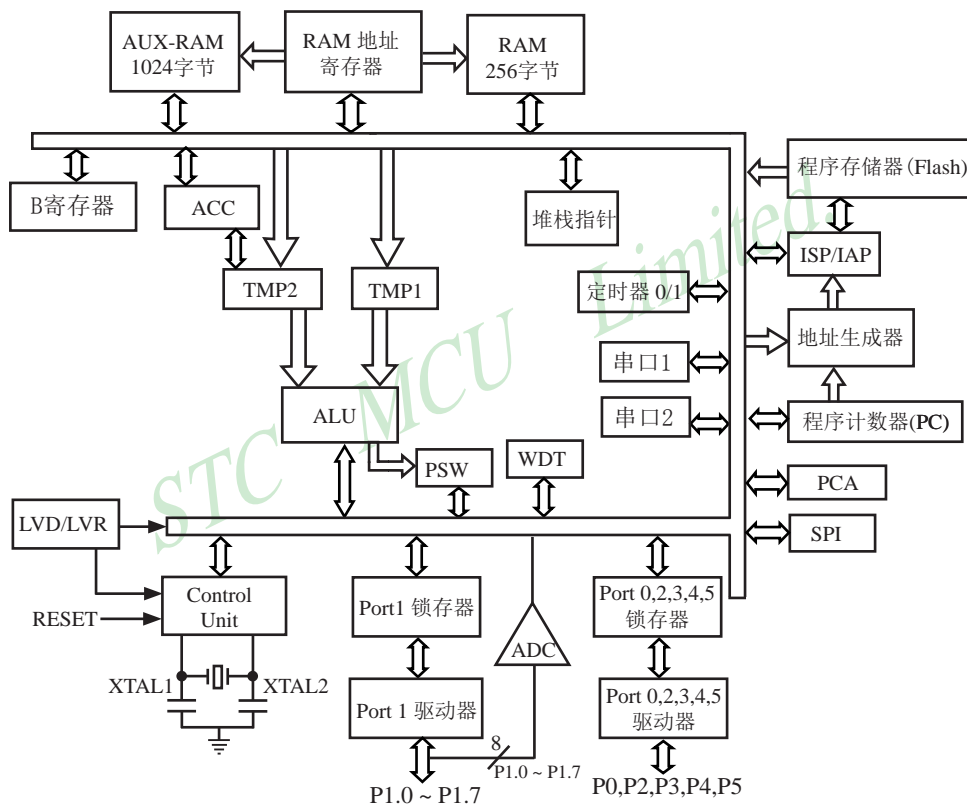 AUX-RAM
1024字节
RAM 地址
寄存器
RAM
256字节
程序存储器(Flash)
B寄存器
ACC
堆栈指针
ISP/IAP
TMP2
TMP1
定时器 0/1
地址生成器
串口1
ALU
串口2
程序计数器(PC)
PSW
WDT
PCA
LVD/LVR
SPI
Control
Unit
RESET
Port1 锁存器
ADC
Port 0,2,3,4,5
锁存器
XTAL1
XTAL2
Port 1 驱动器
Port 0,2,3,4,5
驱动器
8
P1.0 ~ P1.7
P1.0 ~ P1.7
P0,P2,P3,P4,P5
STC MCU Limited.